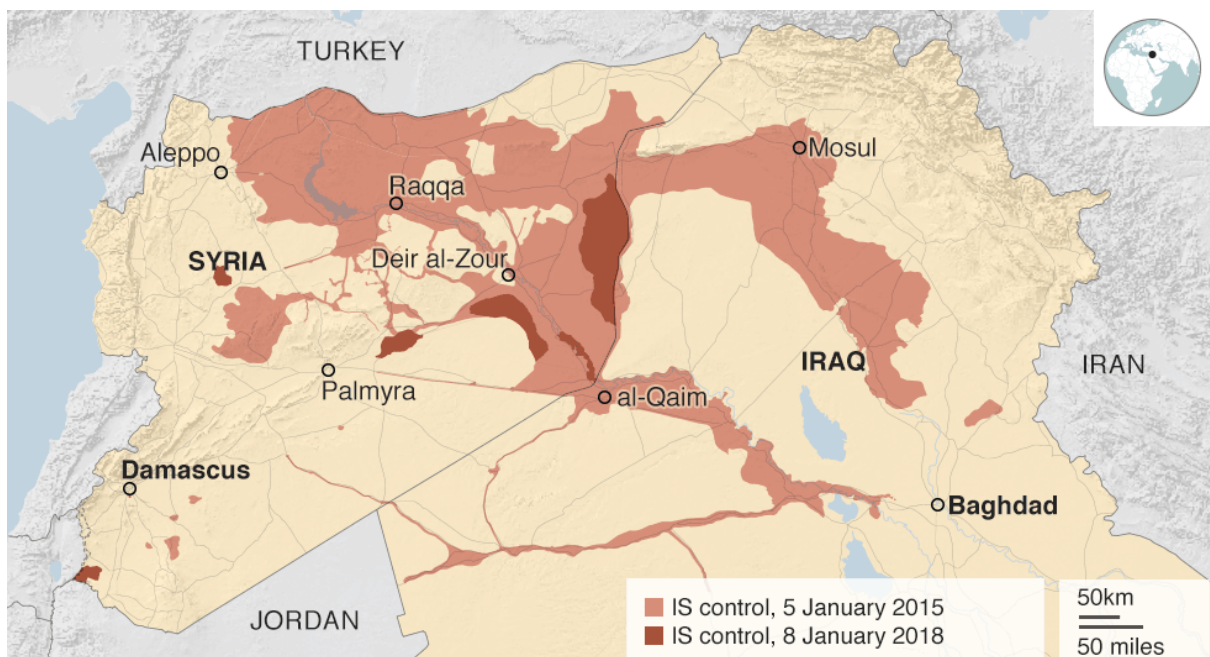 TURKEY
Aleppo
Mosul
Raqqa
SYRIA
Deir al-Zour
IRAQ
IRAN
Palmyra
al-Qaim
Damascus
Baghdad
JORDAN
IS control, 5 January 2015
IS control, 8 January 2018
50km
50 miles